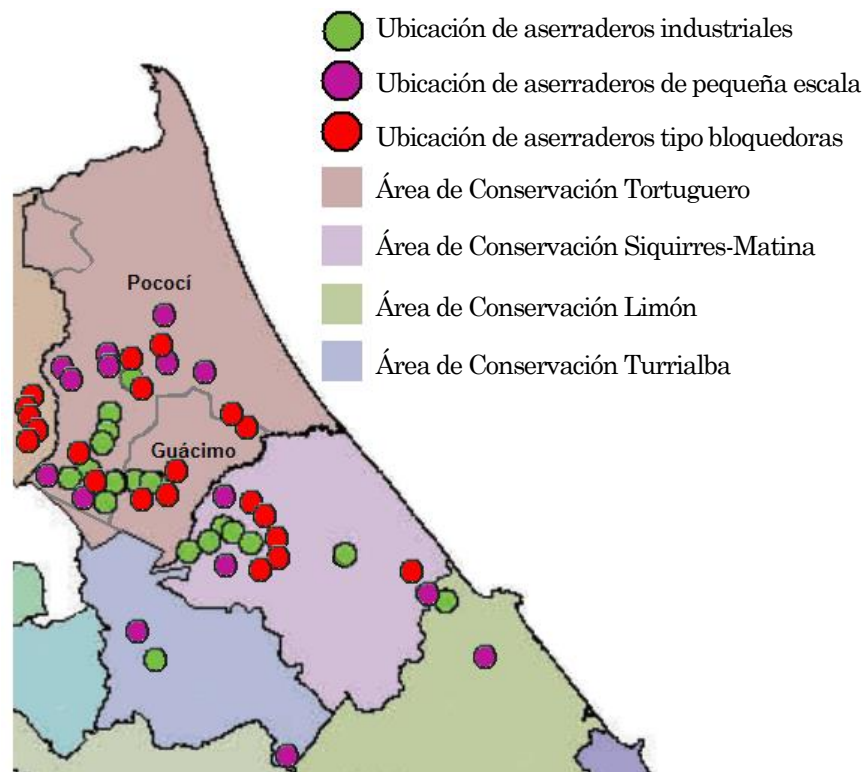 Ubicación de aserraderos industriales
Ubicación de aserraderos de pequeña escala
Ubicación de aserraderos tipo bloquedoras
Área de Conservación Tortuguero
Área de Conservación Siquirres-Matina
Área de Conservación Limón
Área de Conservación Turrialba
Pococí
Guácimo